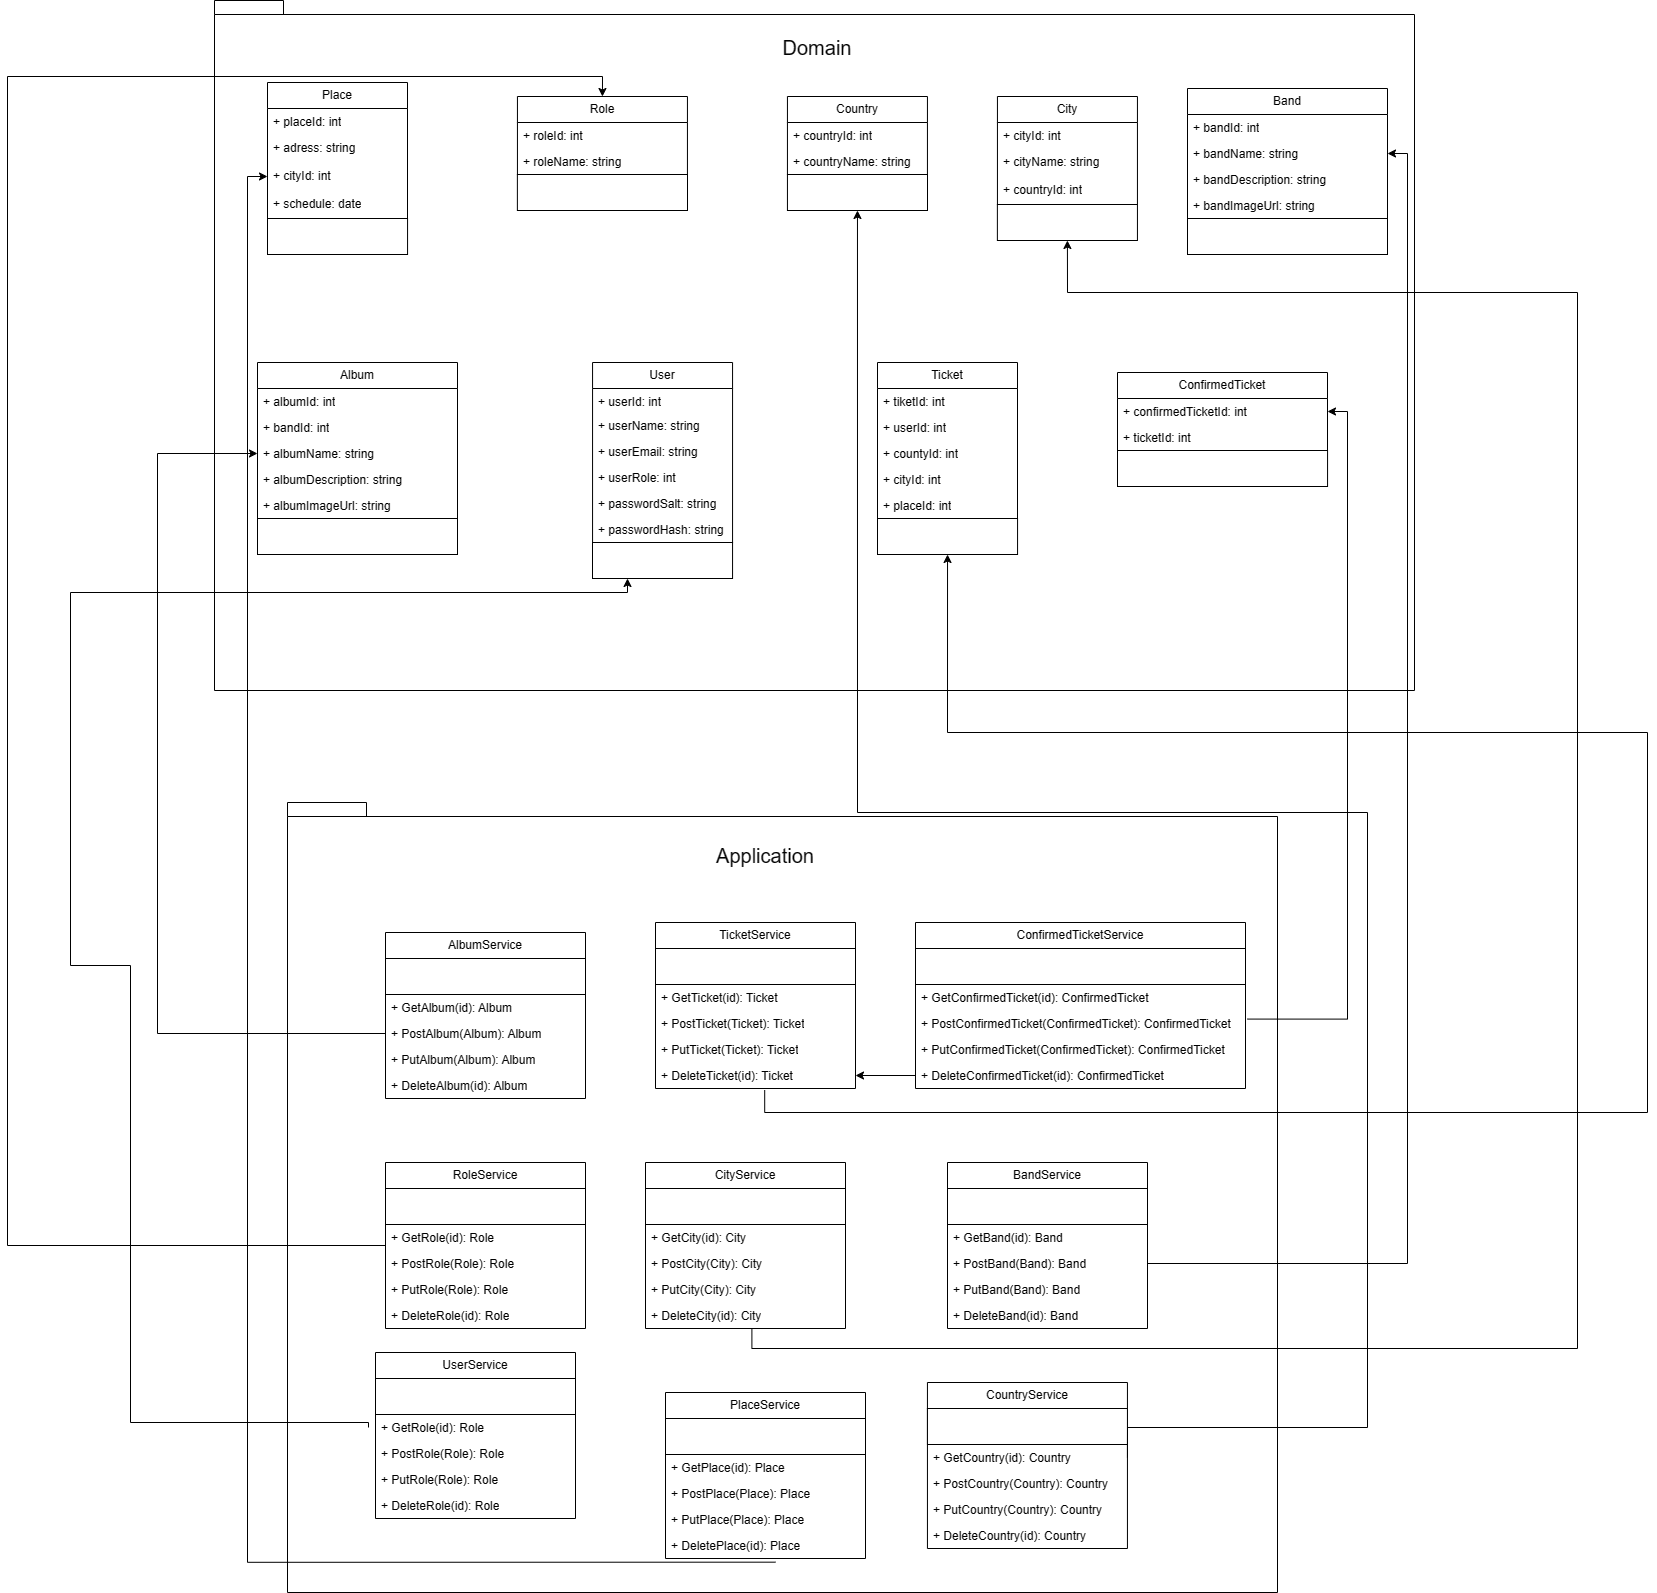 Domain
Place
+ placeId: int
+ adress: string
+ cityId: int
+ schedule: date
Role
+ roleId: int
+ roleName: string
Country
+ countryId: int
+ countryName: string
City
+ cityId: int
+ cityName: string
+ countryId: int
Band
+ bandId: int
+ bandName: string
+ bandDescription: string
+ bandImageUrl: string
Album
+ albumId: int
+ bandId: int
+ albumName: string
+ albumDescription: string
+ albumImageUrl: string
User
+ userId: int
+ userName: string
+ userEmail: string
+ userRole: int
+ passwordSalt: string
+ passwordHash: string
Ticket
+ tiketId: int
+ userId: int
+ countyId: int
+ cityId: int
+ placeId: int
ConfirmedTicket
+ confirmedTicketId: int
+ ticketId: int
Application
AlbumService
+ GetAlbum(id): Album
+ PostAlbum(Album): Album
+ PutAlbum(Album): Album
+ DeleteAlbum(id): Album
TicketService
+ GetTicket(id): Ticket
+ PostTicket(Ticket): Ticket
+ PutTicket(Ticket): Ticket
+ DeleteTicket(id): Ticket
ConfirmedTicketService
+ GetConfirmedTicket(id): ConfirmedTicket
+ PostConfirmedTicket(ConfirmedTicket): ConfirmedTicket
+ PutConfirmedTicket(ConfirmedTicket): ConfirmedTicket
+ DeleteConfirmedTicket(id): ConfirmedTicket
RoleService
+ GetRole(id): Role
+ PostRole(Role): Role
+ PutRole(Role): Role
+ DeleteRole(id): Role
CityService
+ GetCity(id): City
+ PostCity(City): City
+ PutCity(City): City
+ DeleteCity(id): City
BandService
+ GetBand(id): Band
+ PostBand(Band): Band
+ PutBand(Band): Band
+ DeleteBand(id): Band
UserService
+ GetRole(id): Role
+ PostRole(Role): Role
+ PutRole(Role): Role
+ DeleteRole(id): Role
PlaceService
+ GetPlace(id): Place
+ PostPlace(Place): Place
+ PutPlace(Place): Place
+ DeletePlace(id): Place
CountryService
+ GetCountry(id): Country
+ PostCountry(Country): Country
+ PutCountry(Country): Country
+ DeleteCountry(id): Country